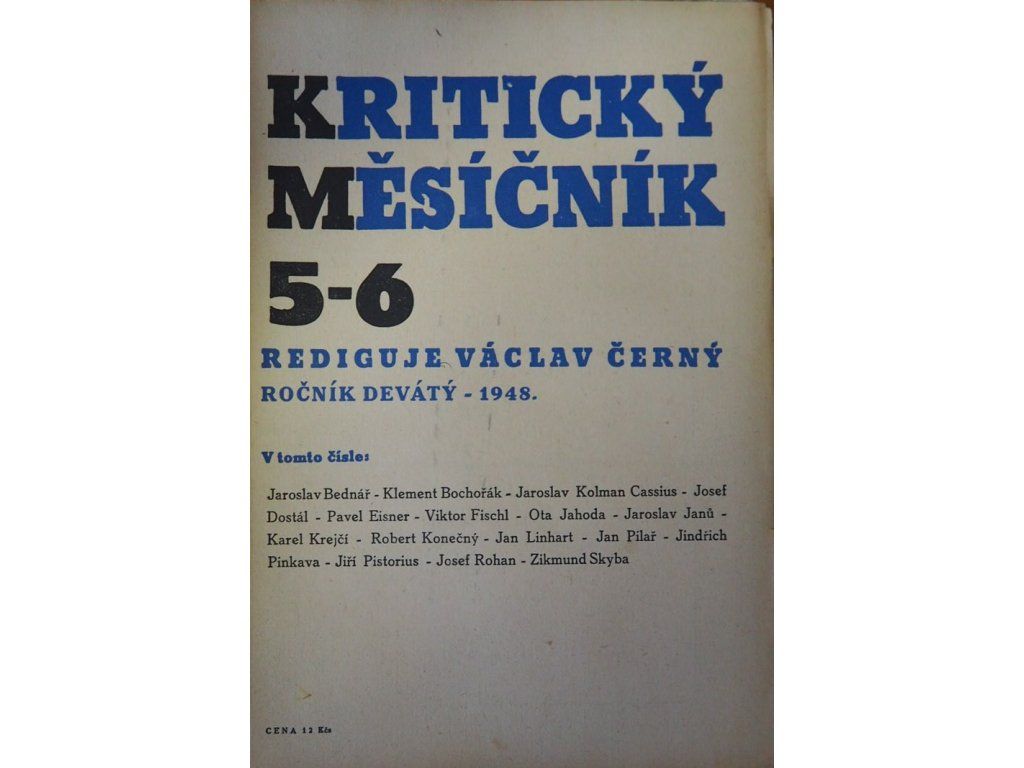 KRITICKÝ
MĚSÍČNÍK
5-6
REDIGUJE VÁCLAV ČERNÝ
ROČNÍK DEVÁTÝ - 1948.
V tomto čísle:
Jaroslav Bednář - Klement Bochořák - Jaroslav Kolman Cassius - Josef
Dostál - Pavel Eisner - Viktor Fischl - Ota Jahoda - Jaroslav Janů -
Karel Krejčí - Robert Konečný - Jan Linhart - Jan Pilař - Jindřich
Pinkava - Jiří Pistorius - Josef Rohan - Zikmund Skyba
CENA 12 Kčs